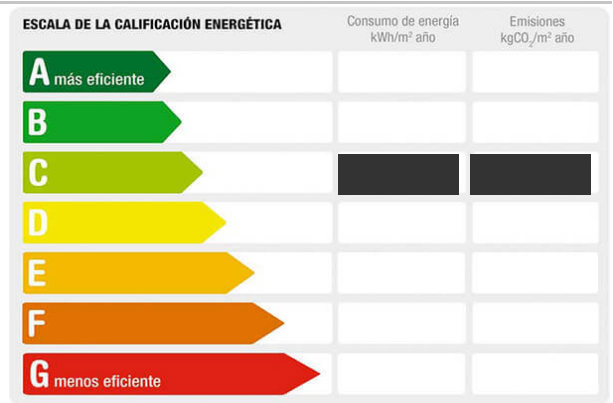 ESCALA DE LA CALIFICACIÓN ENERGÉTICA
Consumo de energía
kWh/m² año
Emisiones
kgCO₂/m² año
A más eficiente
B
C
D
E
F
G menos eficiente